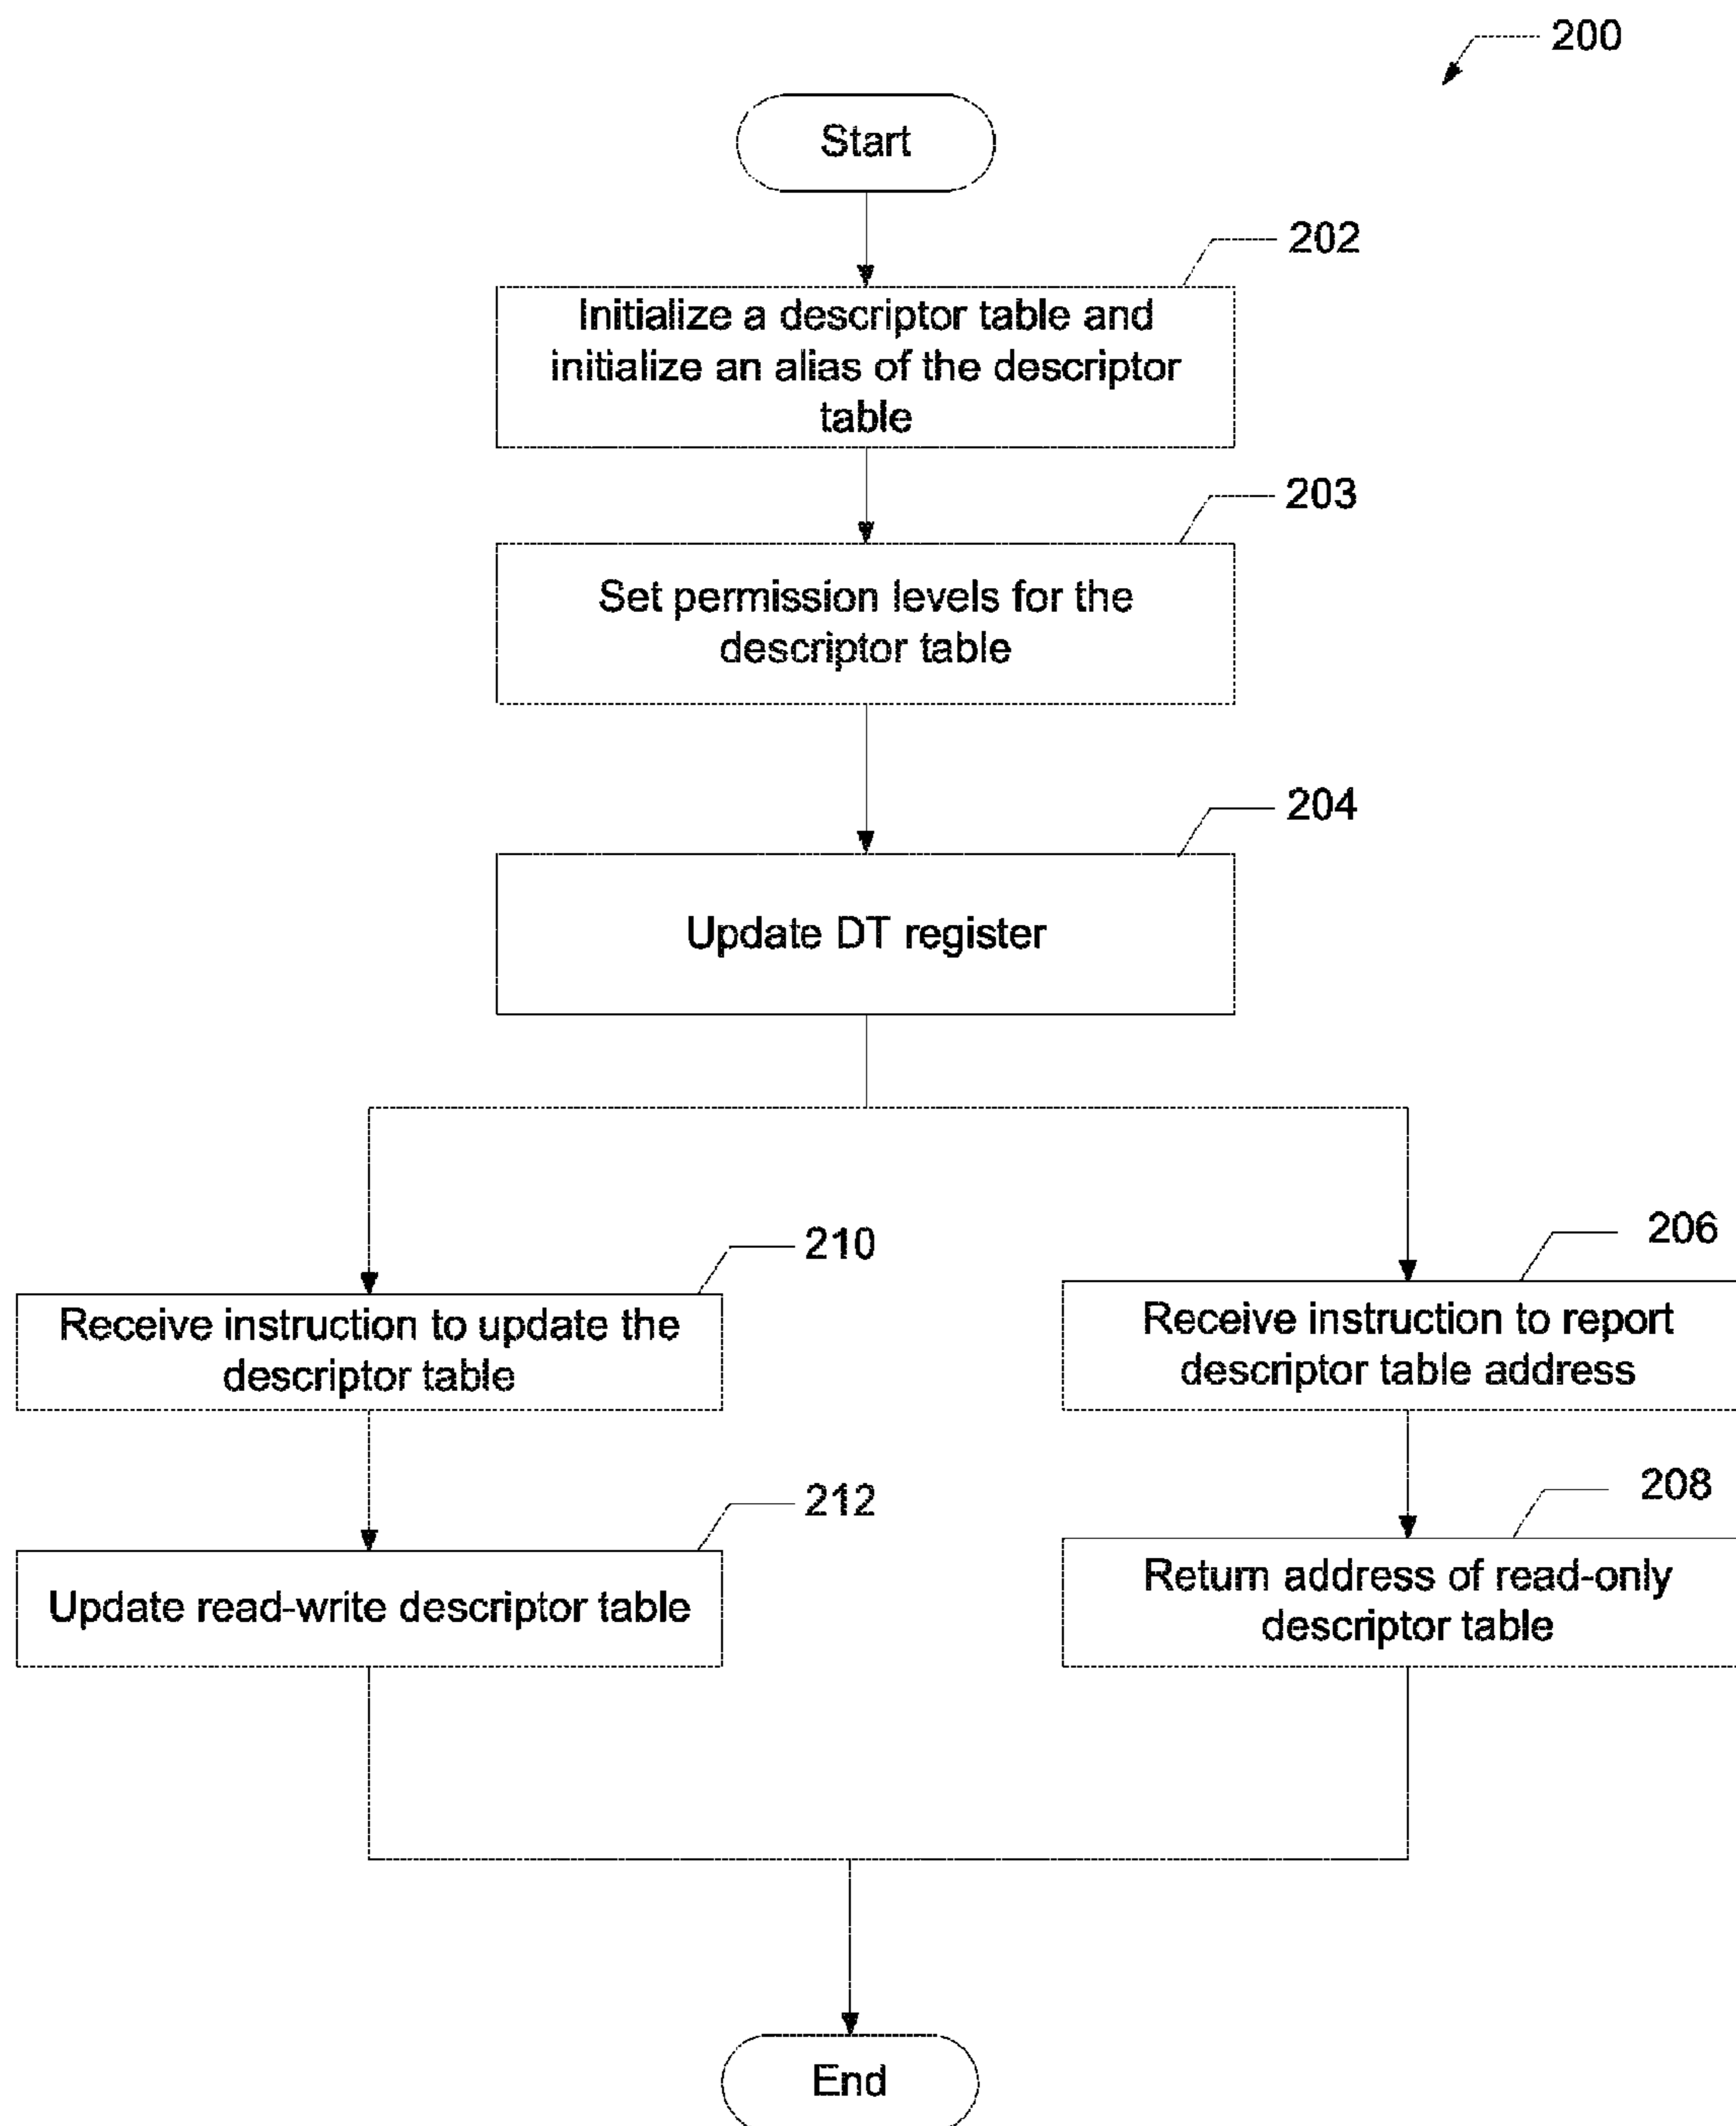 200
Start
202
Initialize a descriptor table and
initialize an alias of the descriptor
table
203
Set permission levels for the
descriptor table
204
Update DT register
210
Receive instruction to update the
descriptor table
206
Receive instruction to report
descriptor table address
212
Update read-write descriptor table
208
Return address of read-only
descriptor table
End